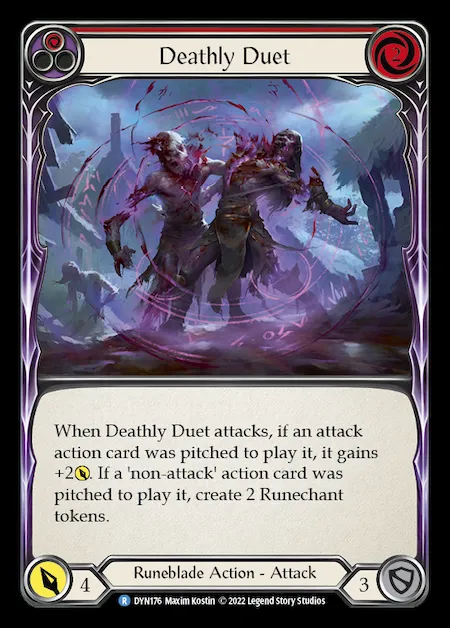 Deathly Duet
2
When Deathly Duet attacks, if an attack
action card was pitched to play it, it gains
+2. If a 'non-attack' action card was
pitched to play it, create 2 Runechant
tokens.
4
Runeblade Action - Attack
3
R DYN176 Maxim Kostin © 2022 Legend Story Studios